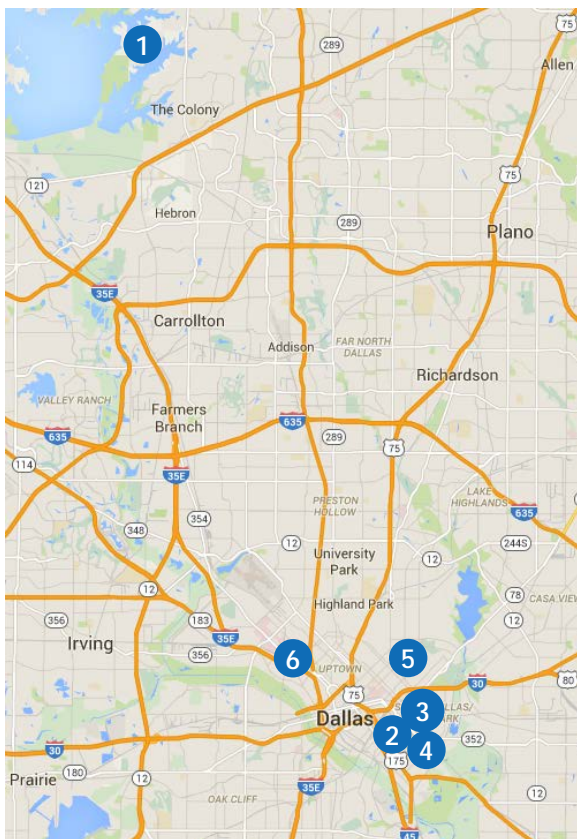 1
75
289
Allen
The Colony
121
75
Hebron
289
Plano
35E
Carrollton
Addison
FAR NORTH
DALLAS
Richardson
VALLEY RANCH
Farmers
Branch
635
635
289
75
114
35E
LAKE
HIGHLANDS
PRESTON
HOLLOW
635
354
348
12
12
244S
University
Park
12
78
CASA VIEW
Highland Park
12
356
183
35E
Irving
356
6
UPTOWN
5
75
30
80
3
Dallas
2
4
352
30
175
Prairie
180
12
35E
OAK CLIFF
45